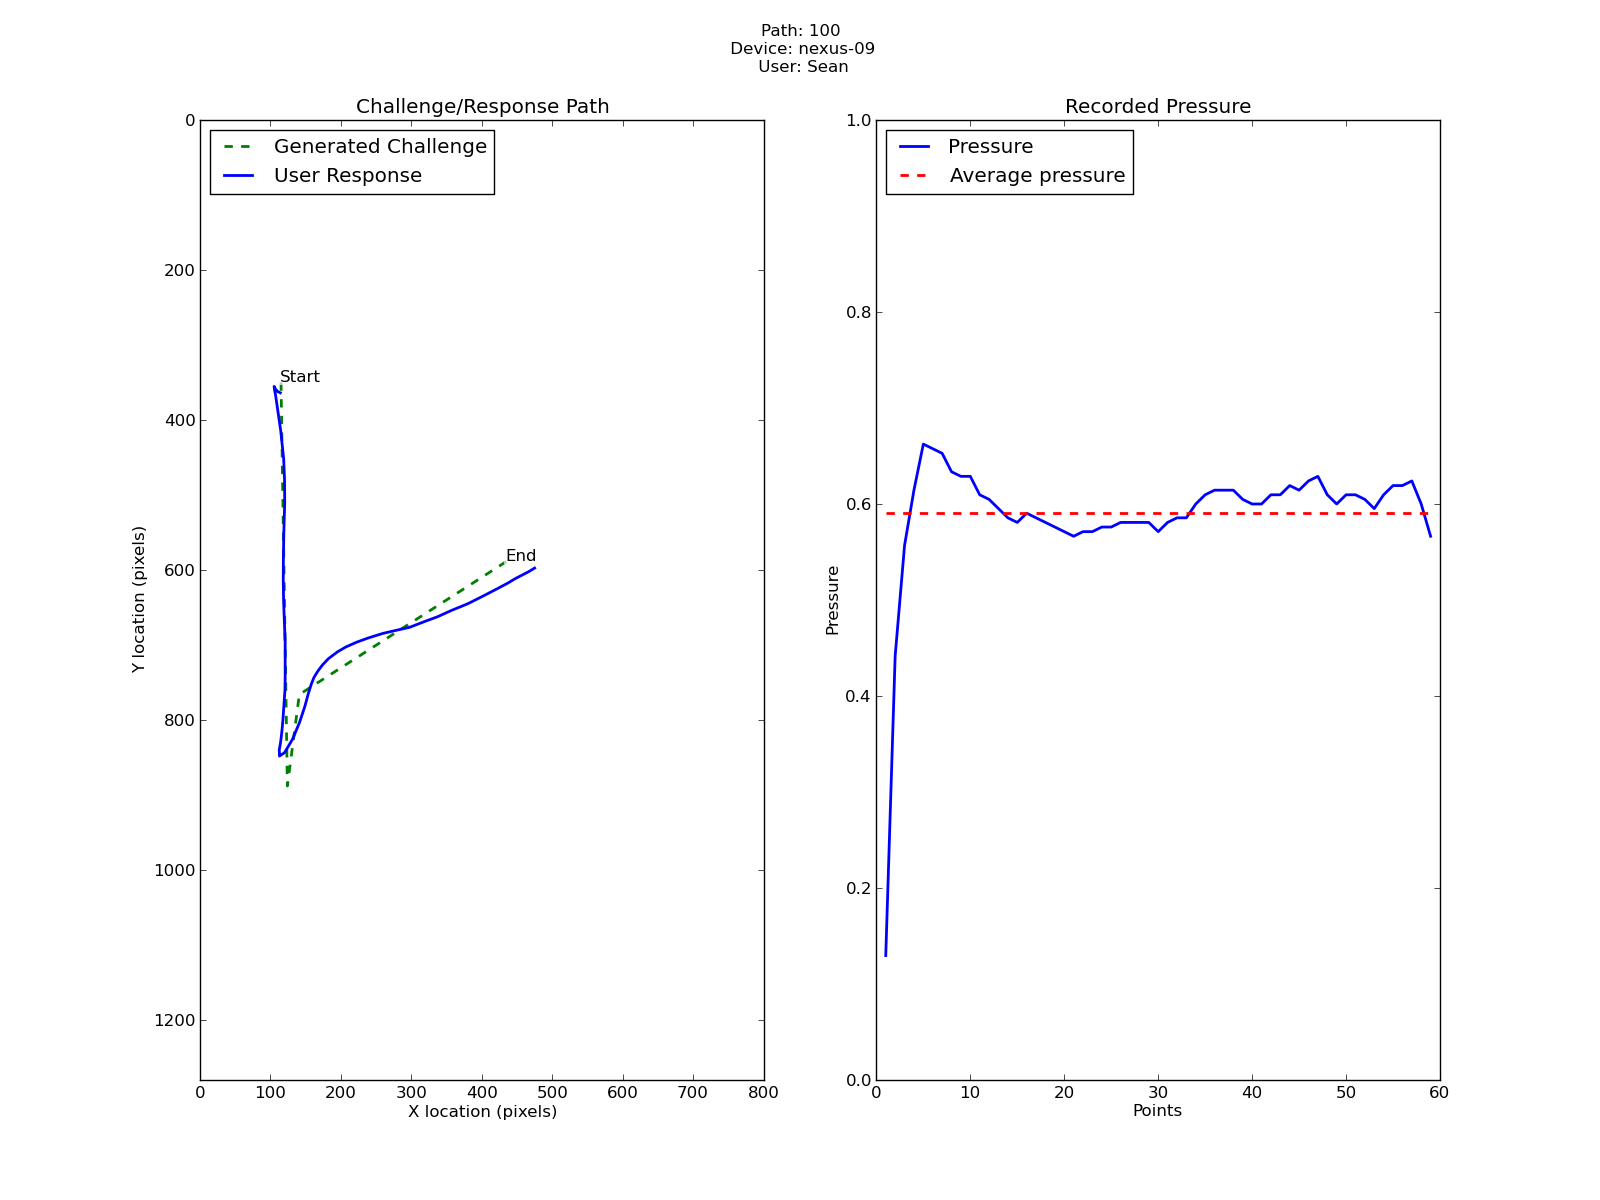 Path: 100
Device: nexus-09
User: Sean
Challenge/Response Path
Generated Challenge
User Response
Start
End
0
200
400
600
800
1000
1200
Y location (pixels)
0 100 200 300 400 500 600 700 800
X location (pixels)
Recorded Pressure
Pressure
Average pressure
1.0
0.8
0.6
0.4
0.2
0.0
Pressure
0 10 20 30 40 50 60
Points